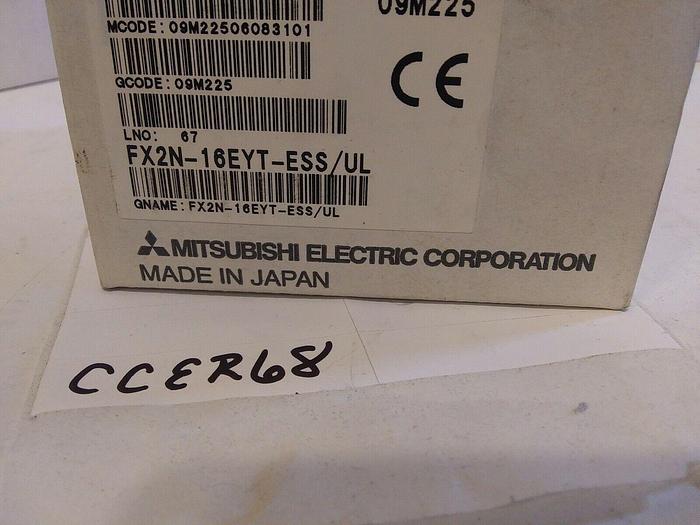 09M225
MCODE: 09M22506083101
QCODE: 09M225
CE
LNO: 67
FX2N-16EYT-ESS/UL
QNAME: FX2N-16EYT-ESS/UL
MITSUBISHI ELECTRIC CORPORATION
MADE IN JAPAN
CCER68